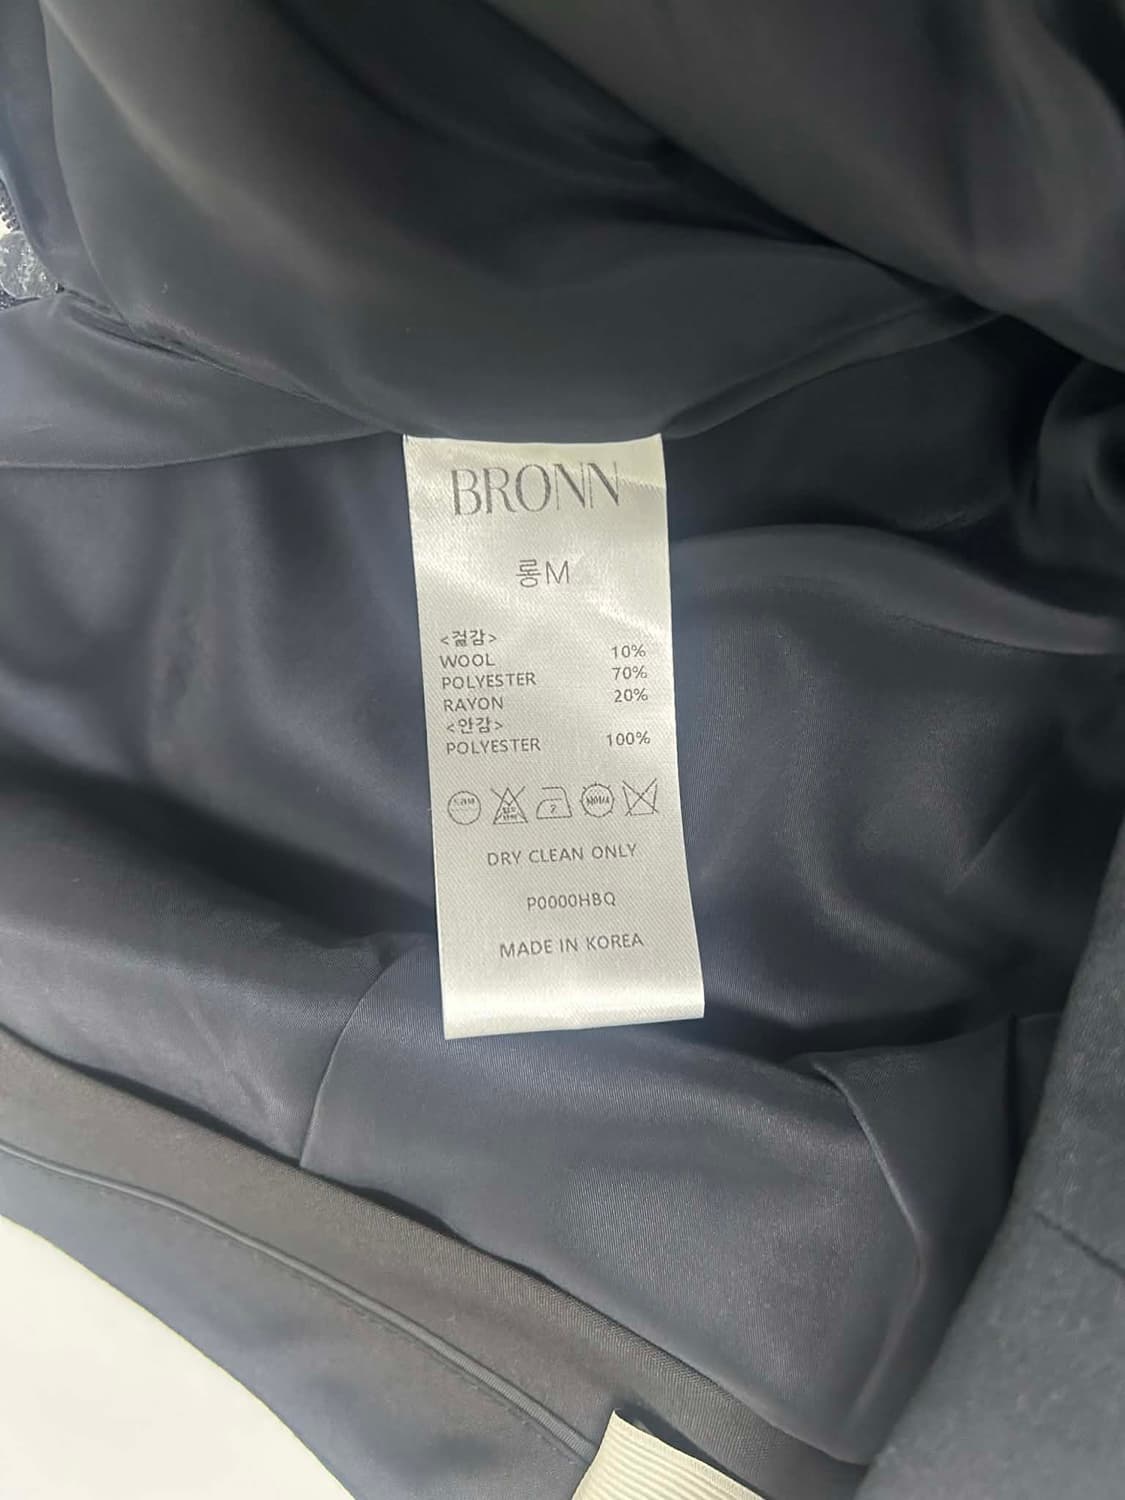 BRONN
롱M
<겉감>
WOOL 10%
POLYESTER 70%
RAYON 20%
<안감>
POLYESTER 100%
DRY CLEAN ONLY
P0000HBQ
MADE IN KOREA